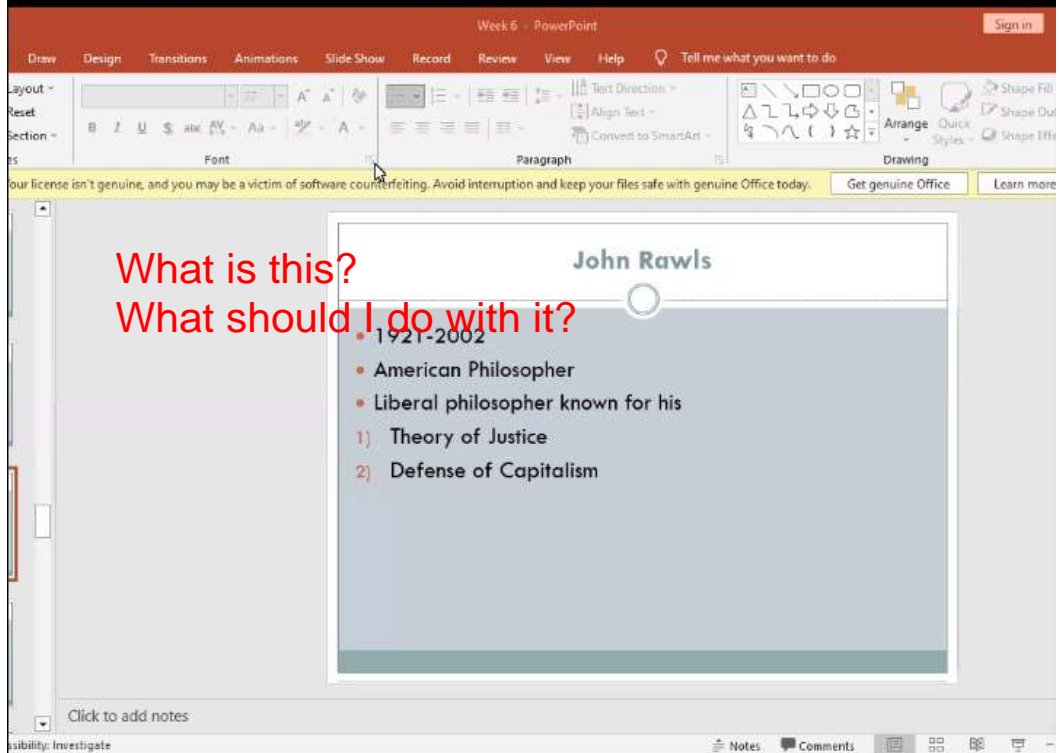 Week 6 - PowerPoint
Sign in
Draw Design Transitions Animations Slide Show Record Review View Help Tell me what you want to do
Layout
Reset
Section
Text Direction
Align Text
Convert to SmartArt
Arrange
Quick Styles
Shape Fill
Shape Out
Shape Effe
Font
Paragraph
Drawing
our license isn't genuine, and you may be a victim of software counterfeiting. Avoid interruption and keep your files safe with genuine Office today. Get genuine Office Learn more
What is this?
What should I do with it?
John Rawls
• 1921-2002
• American Philosopher
• Liberal philosopher known for his
1) Theory of Justice
2) Defense of Capitalism
Click to add notes
ssibility: Investigate
Notes Comments